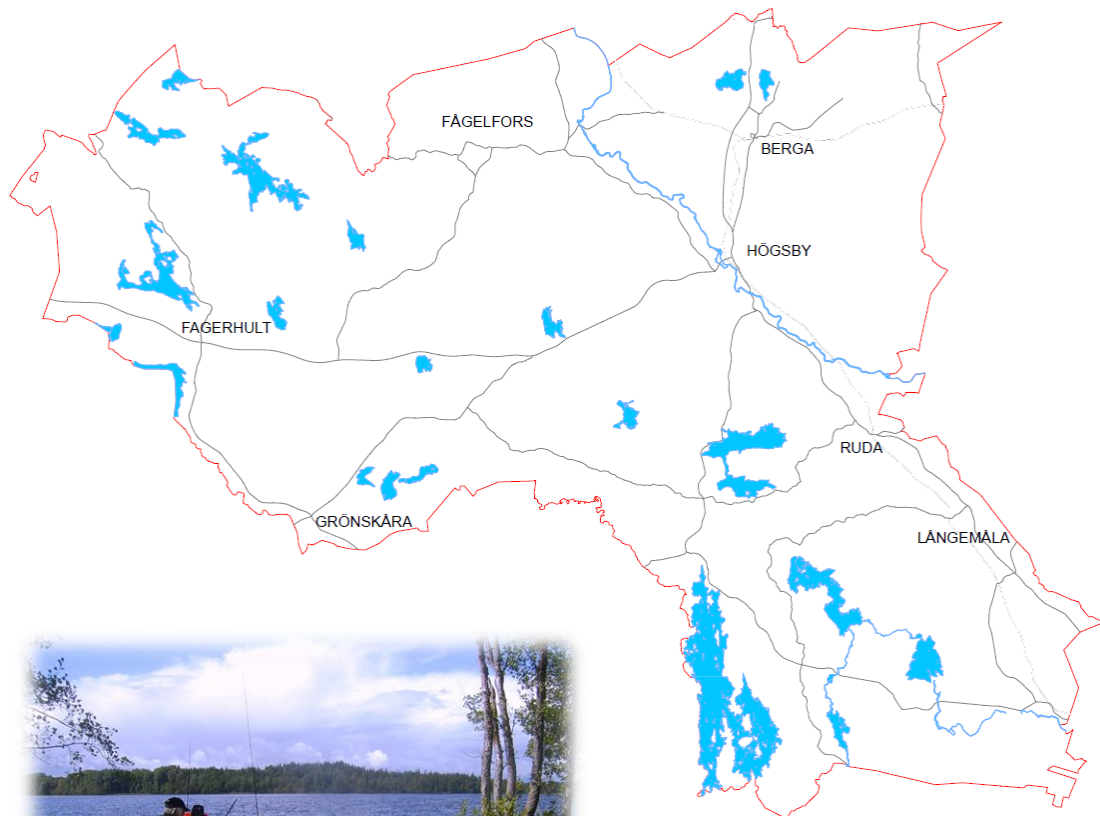 FÅGELFORS
BERGA
HÖGSBY
FAGERHULT
RUDA
GRÖNSKÅRA
LÅNGEMÅLA